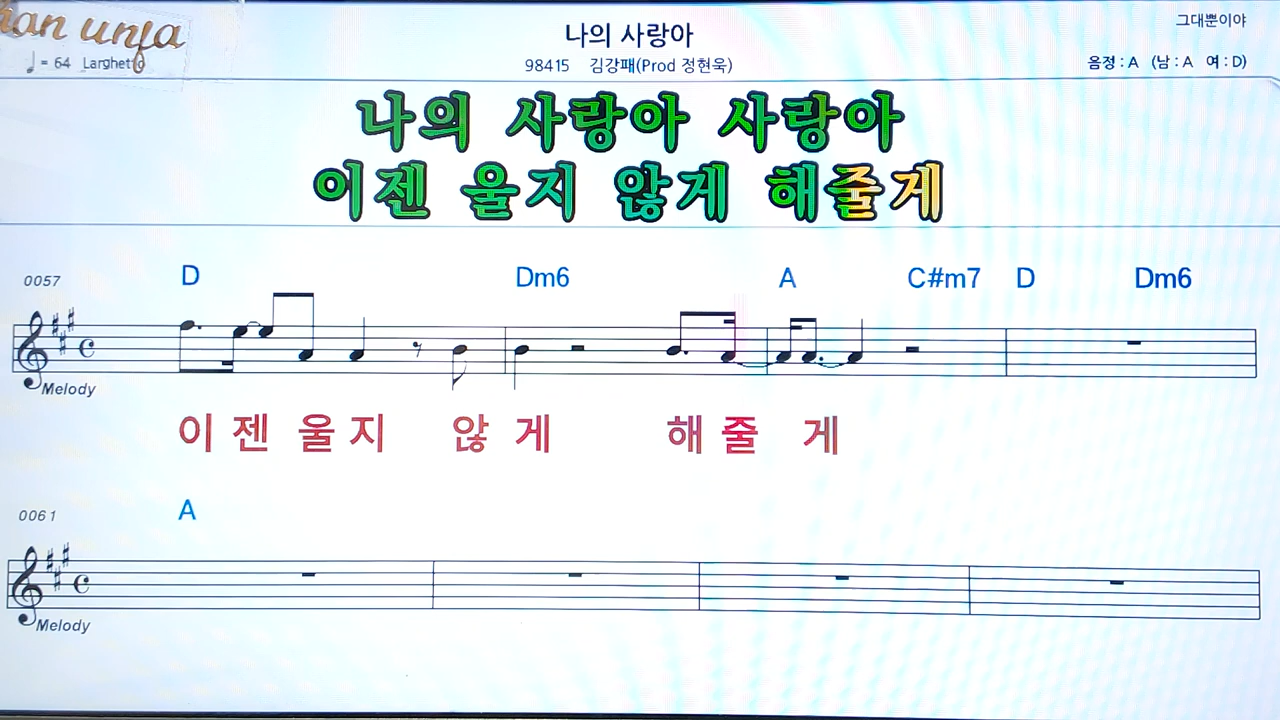 나의 사랑아
그대뿐이야
♩ = 64 Larghetto
98415 김강패(Prod 정현욱)
음정 : A (남 : A 여 : D)
나의 사랑아 사랑아
이젠 울지 않게 해줄게
0057 D Dm6 A C#m7 D Dm6
Melody
이 젠 울 지 않 게 해 줄 게
0061 A
Melody